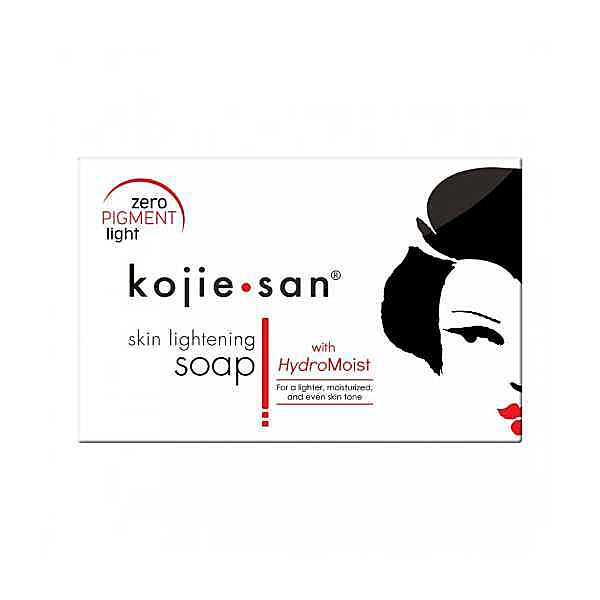 zero
PIGMENT
light
kojie•san®
skin lightening
soap
with
HydroMoist
For a lighter, moisturized,
and even skin tone